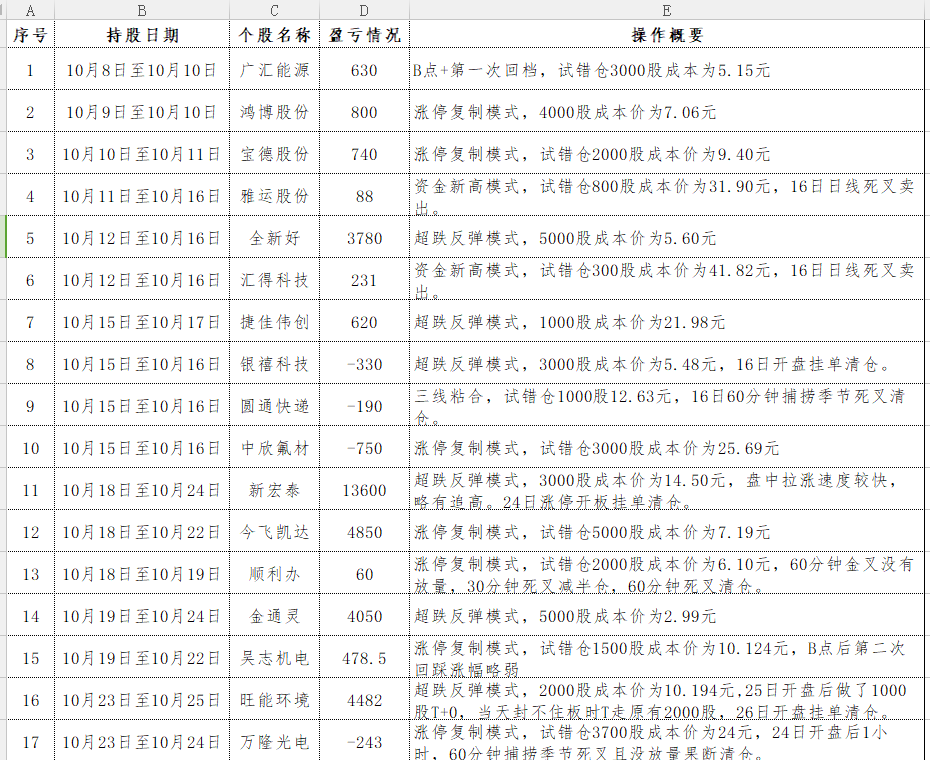 A B C D E
序号 持股日期 个股名称 盈亏情况 操作概要
1 10月8日至10月10日 广汇能源 630 B点+第一次回档，试错仓3000股成本为5.15元
2 10月9日至10月10日 鸿博股份 800 涨停复制模式，4000股成本价为7.06元
3 10月10日至10月11日 宝德股份 740 涨停复制模式，试错仓2000股成本价为9.40元
4 10月11日至10月16日 雅运股份 88 资金新高模式，试错仓800股成本价为31.90元，16日日线死叉卖
出。
5 10月12日至10月16日 全新好 3780 超跌反弹模式，5000股成本价为5.60元
6 10月12日至10月16日 汇得科技 231 资金新高模式，试错仓300股成本价为41.82元，16日日线死叉卖
出。
7 10月15日至10月17日 捷佳伟创 620 超跌反弹模式，1000股成本价为21.98元
8 10月15日至10月16日 银禧科技 -330 超跌反弹模式，3000股成本价为5.48元，16日开盘挂单清仓。
9 10月15日至10月16日 圆通快递 -190 三线粘合，试错仓1000股12.63元，16日60分钟捕捞季节死叉清
仓。
10 10月15日至10月16日 中欣氟材 -750 涨停复制模式，试错仓3000股成本价为25.69元
11 10月18日至10月24日 新宏泰 13600 超跌反弹模式，3000股成本价为14.50元，盘中拉涨速度较快，
略有追高。24日涨停开板挂单清仓。
12 10月18日至10月22日 今飞凯达 4850 涨停复制模式，试错仓5000股成本价为7.19元
13 10月18日至10月19日 顺利办 60 涨停复制模式，试错仓2000股成本价为6.10元，60分钟金叉没有
放量，30分钟死叉减半仓，60分钟死叉清仓。
14 10月19日至10月24日 金通灵 4050 超跌反弹模式，5000股成本价为2.99元
15 10月19日至10月22日 昊志机电 478.5 涨停复制模式，试错仓1500股成本价为10.124元，B点后第二次
回踩涨幅略弱
16 10月23日至10月25日 旺能环境 4482 超跌反弹模式，2000股成本价为10.194元,25日开盘后做了1000
股T+0，当天封不住板时T走原有2000股，26日开盘挂单清仓。
17 10月23日至10月24日 万隆光电 -243 涨停复制模式，试错仓3700股成本价为24元，24日开盘后1小
时，60分钟捕捞季节死叉且没放量果断清仓。